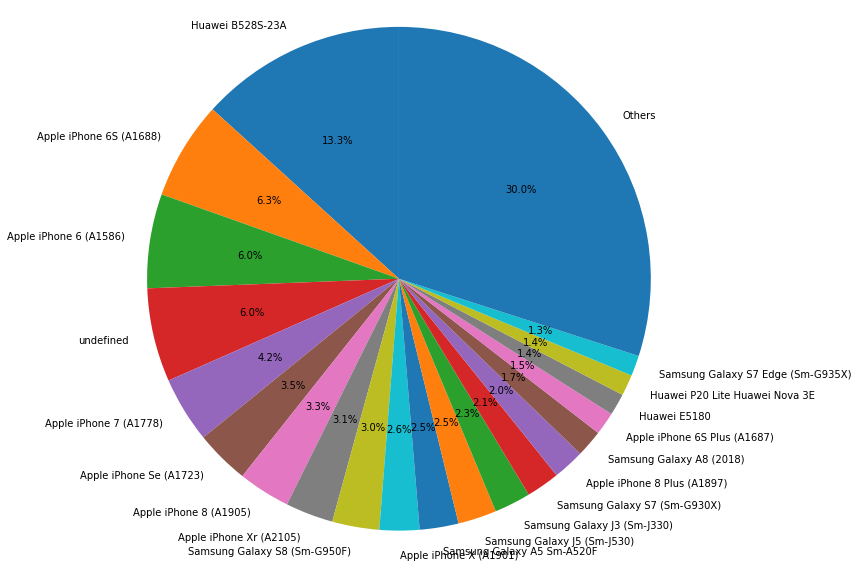 Huawei B528S-23A
Others
Apple iPhone 6S (A1688)
13.3%
30.0%
6.3%
Apple iPhone 6 (A1586)
6.0%
undefined
6.0%
1.3%
1.4%
1.4%
4.2%
1.5%
1.7%
Samsung Galaxy S7 Edge (Sm-G935X)
3.5%
2.0%
Huawei P20 Lite Huawei Nova 3E
3.3%
2.1%
Huawei E5180
2.3%
3.1%
2.5%
Apple iPhone 7 (A1778)
3.0%
2.6%
2.5%
Apple iPhone 6S Plus (A1687)
Samsung Galaxy A8 (2018)
Apple iPhone Se (A1723)
Apple iPhone 8 Plus (A1897)
Samsung Galaxy S7 (Sm-G930X)
Apple iPhone 8 (A1905)
Samsung Galaxy J3 (Sm-J330)
Apple iPhone Xr (A2105)
Samsung Galaxy J5 (Sm-J530)
Samsung Galaxy S8 (Sm-G950F)
Samsung Galaxy A5 Sm-A520F
Apple iPhone X (A1901)